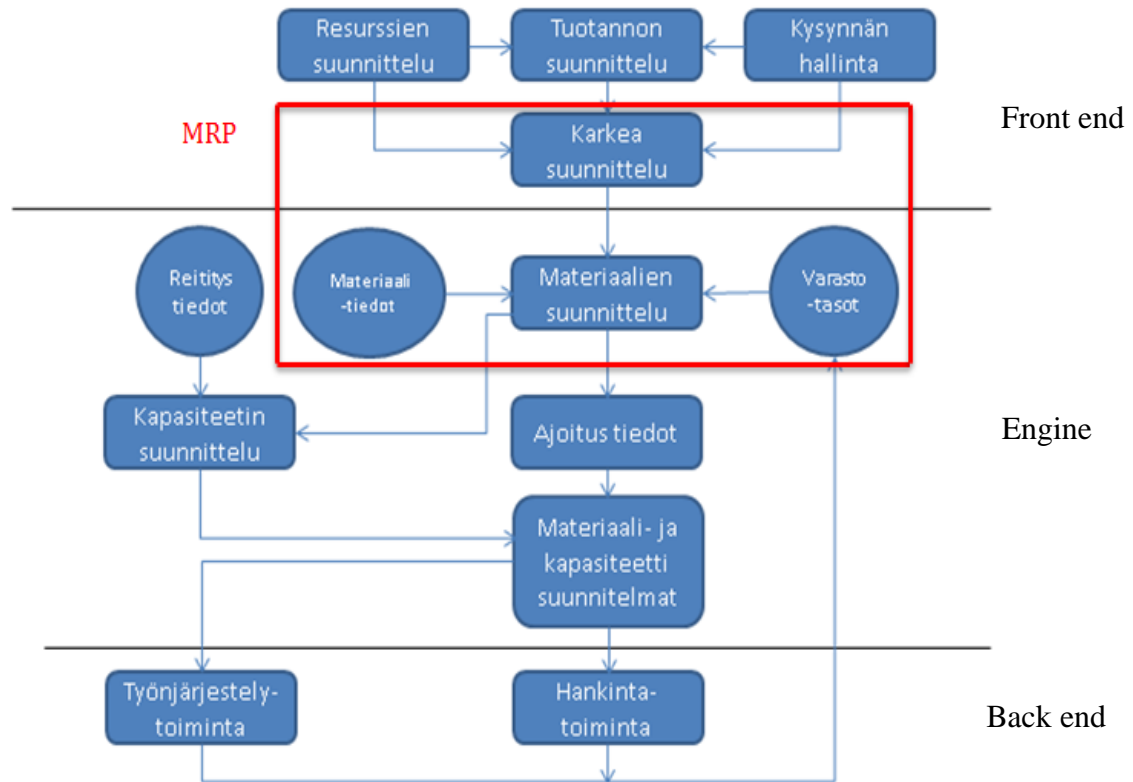 Resurssien
suunnittelu
Tuotannon
suunnittelu
Kysynnän
hallinta
Front end
MRP
Karkea
suunnittelu
Reititys
tiedot
Materiaali
-tiedot
Materiaalien
suunnittelu
Varasto
-tasot
Kapasiteetin
suunnittelu
Ajoitus tiedot
Engine
Materiaali- ja
kapasiteetti
suunnitelmat
Työnjärjestely-
toiminta
Hankinta-
toiminta
Back end